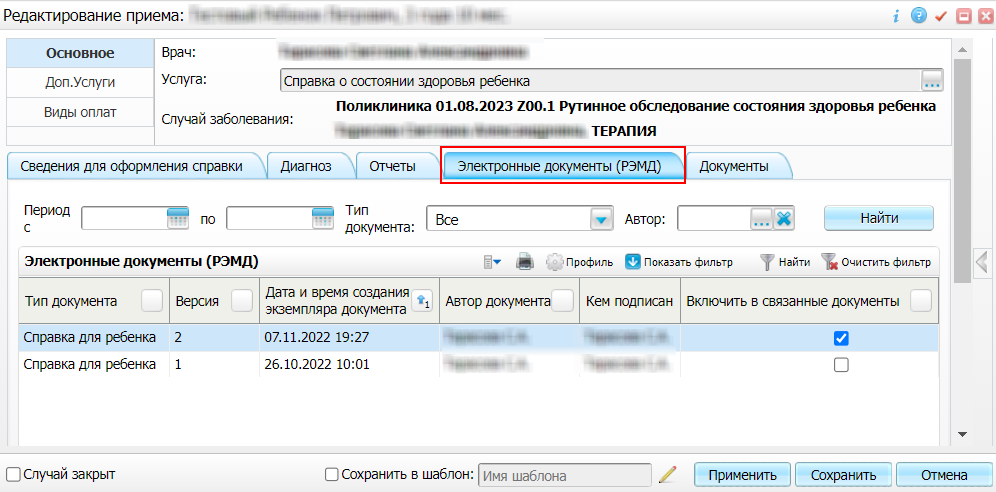 Редактирование приема:
Основное
Доп.Услуги
Виды оплат
Врач:
Услуга: Справка о состоянии здоровья ребенка ...
Поликлиника 01.08.2023 Z00.1 Рутинное обследование состояния здоровья ребенка
Случай заболевания: ТЕРАПИЯ
Сведения для оформления справки Диагноз Отчеты Электронные документы (РЭМД) Документы
Период с по Тип документа: Все Автор: ... Найти
Электронные документы (РЭМД) Профиль Показать фильтр Найти Очистить фильтр
Тип документа Версия Дата и время создания экземпляра документа 1 Автор документа Кем подписан Включить в связанные документы
Справка для ребенка 2 07.11.2022 19:27
Справка для ребенка 1 26.10.2022 10:01
Случай закрыт Сохранить в шаблон: Имя шаблона Применить Сохранить Отмена